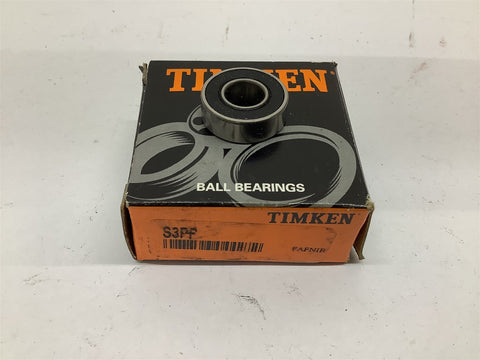 TIMKEN
BALL BEARINGS
TIMKEN
S3PP
FAFNIR